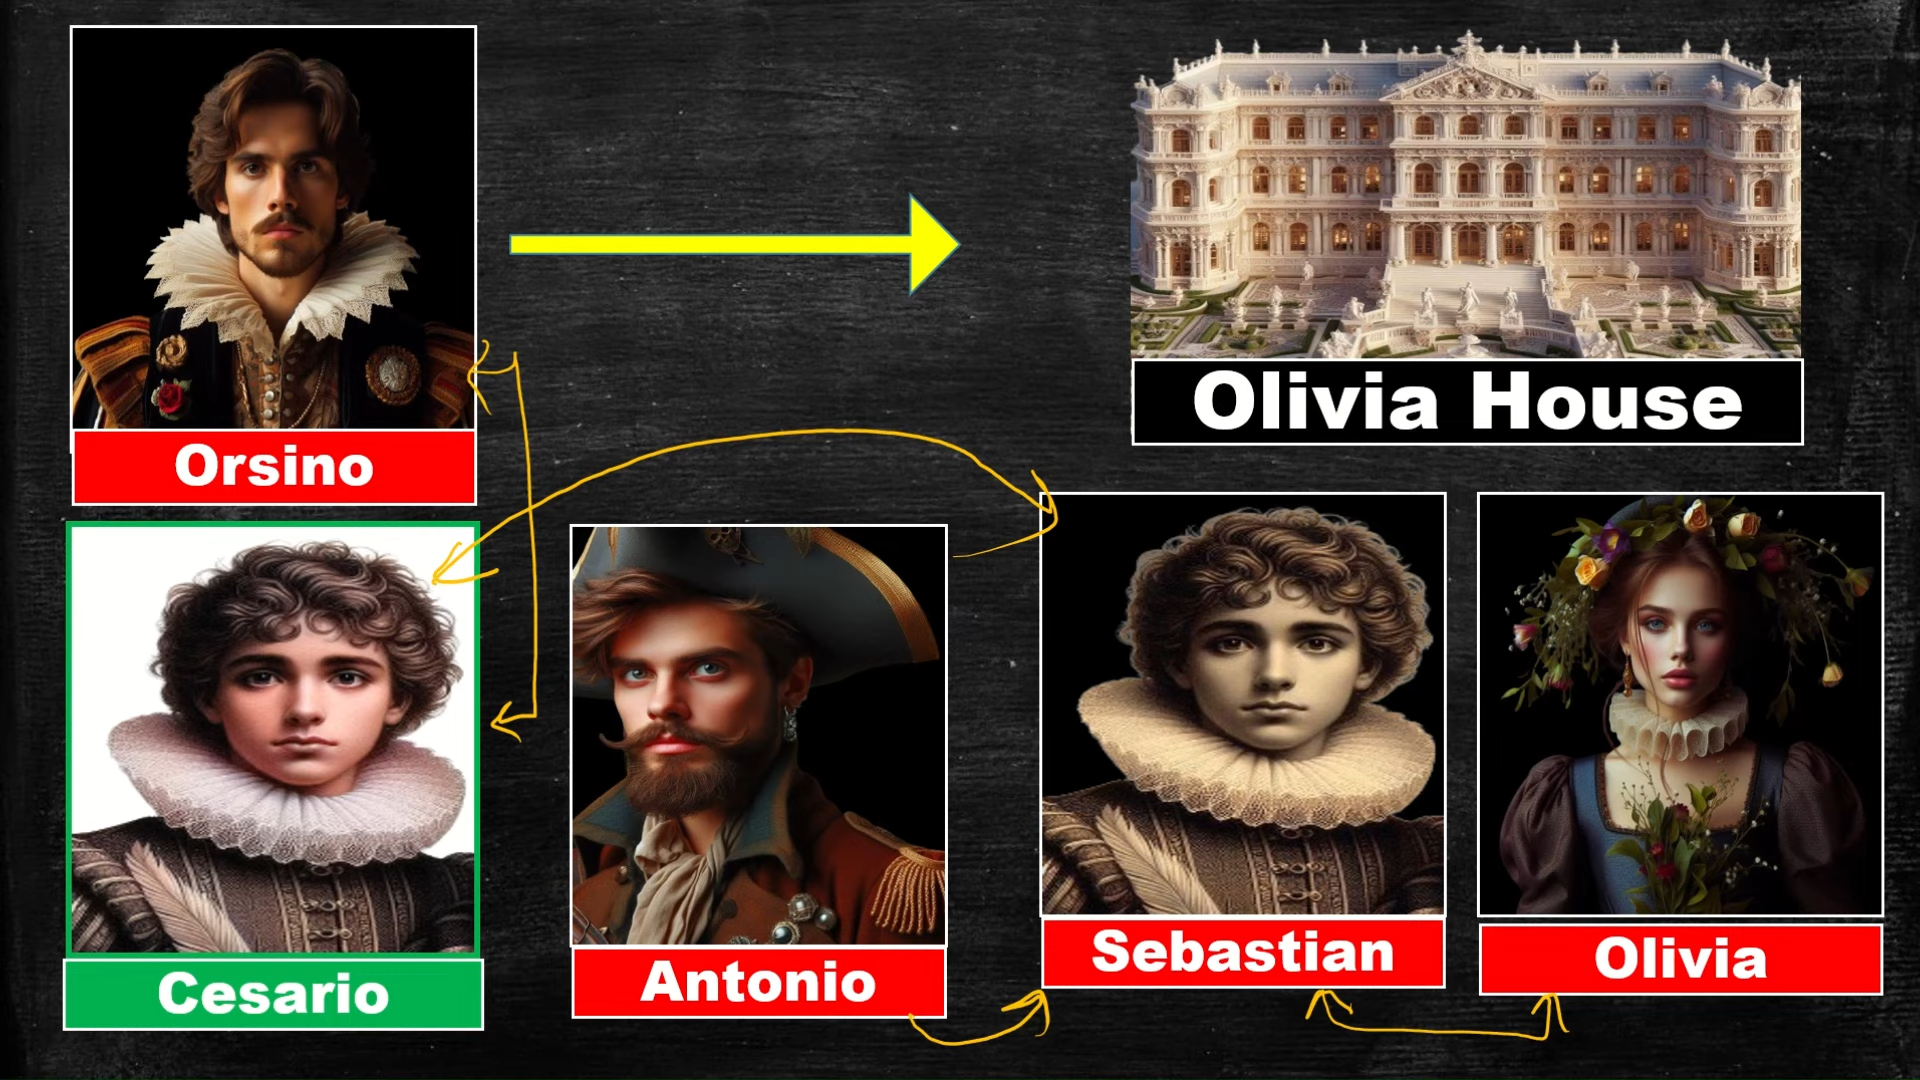 Orsino
Olivia House
Cesario
Antonio
Sebastian
Olivia